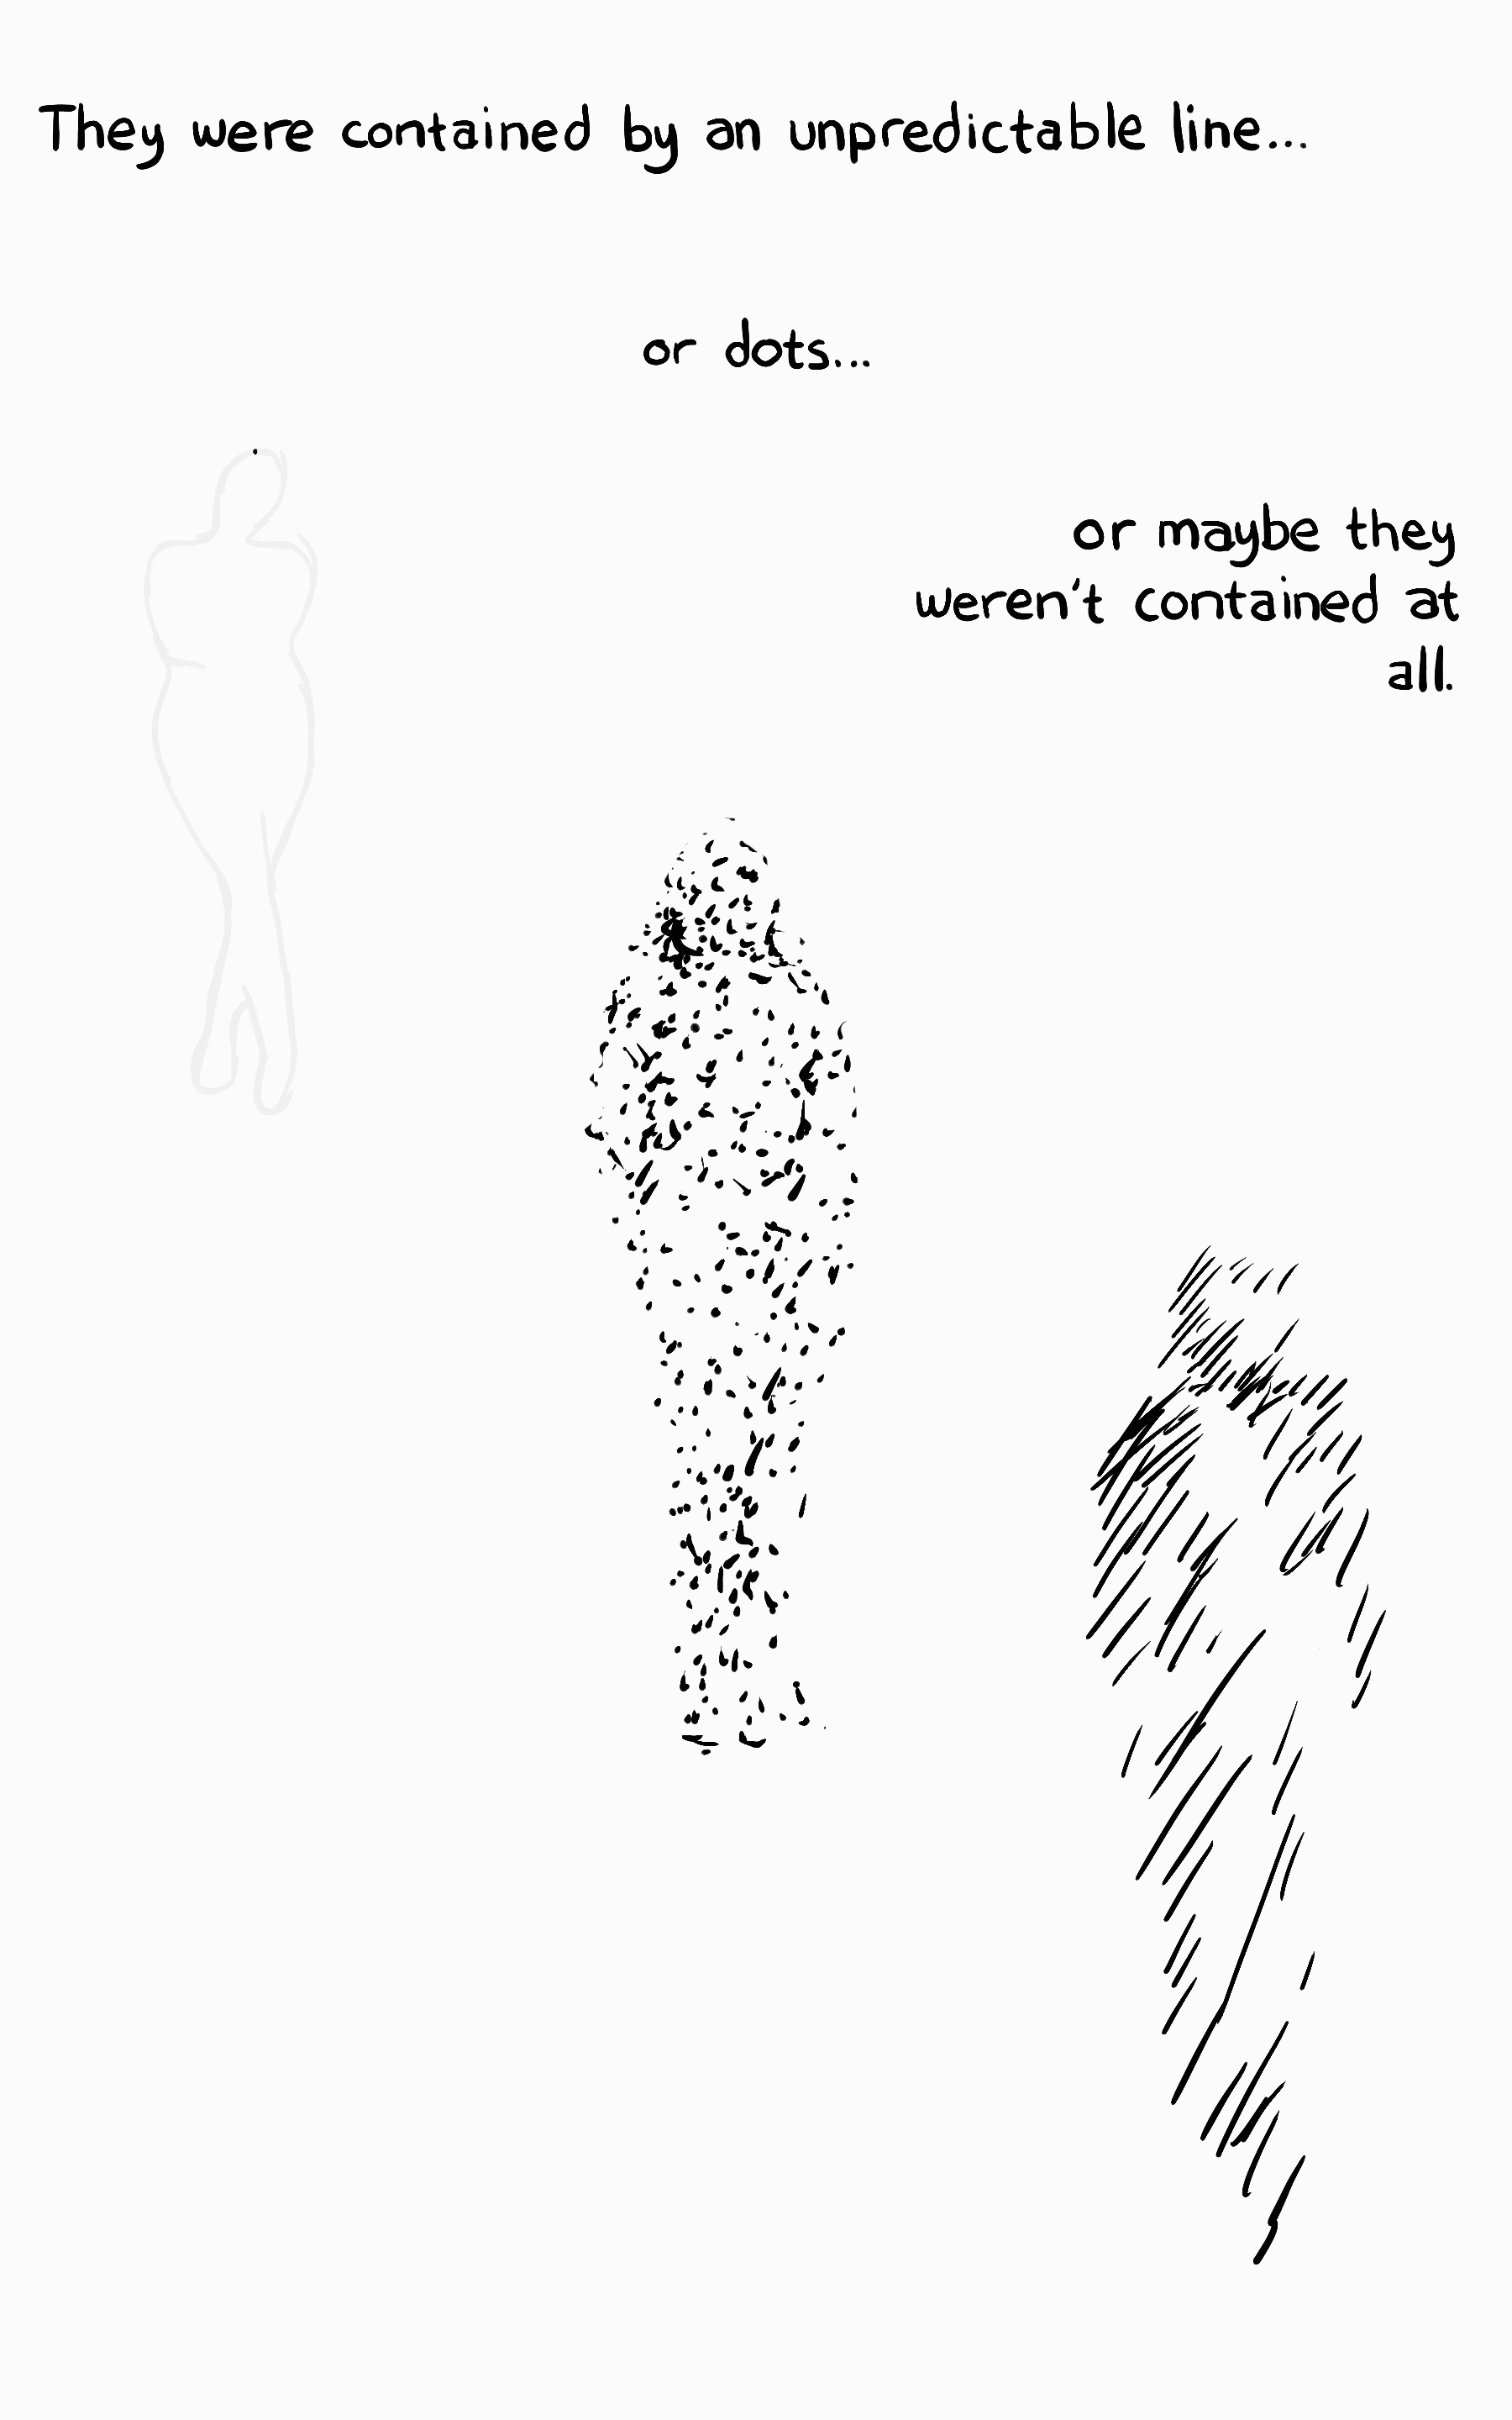 They were contained by an unpredictable line...
or dots...
or maybe they
weren't contained at
all.